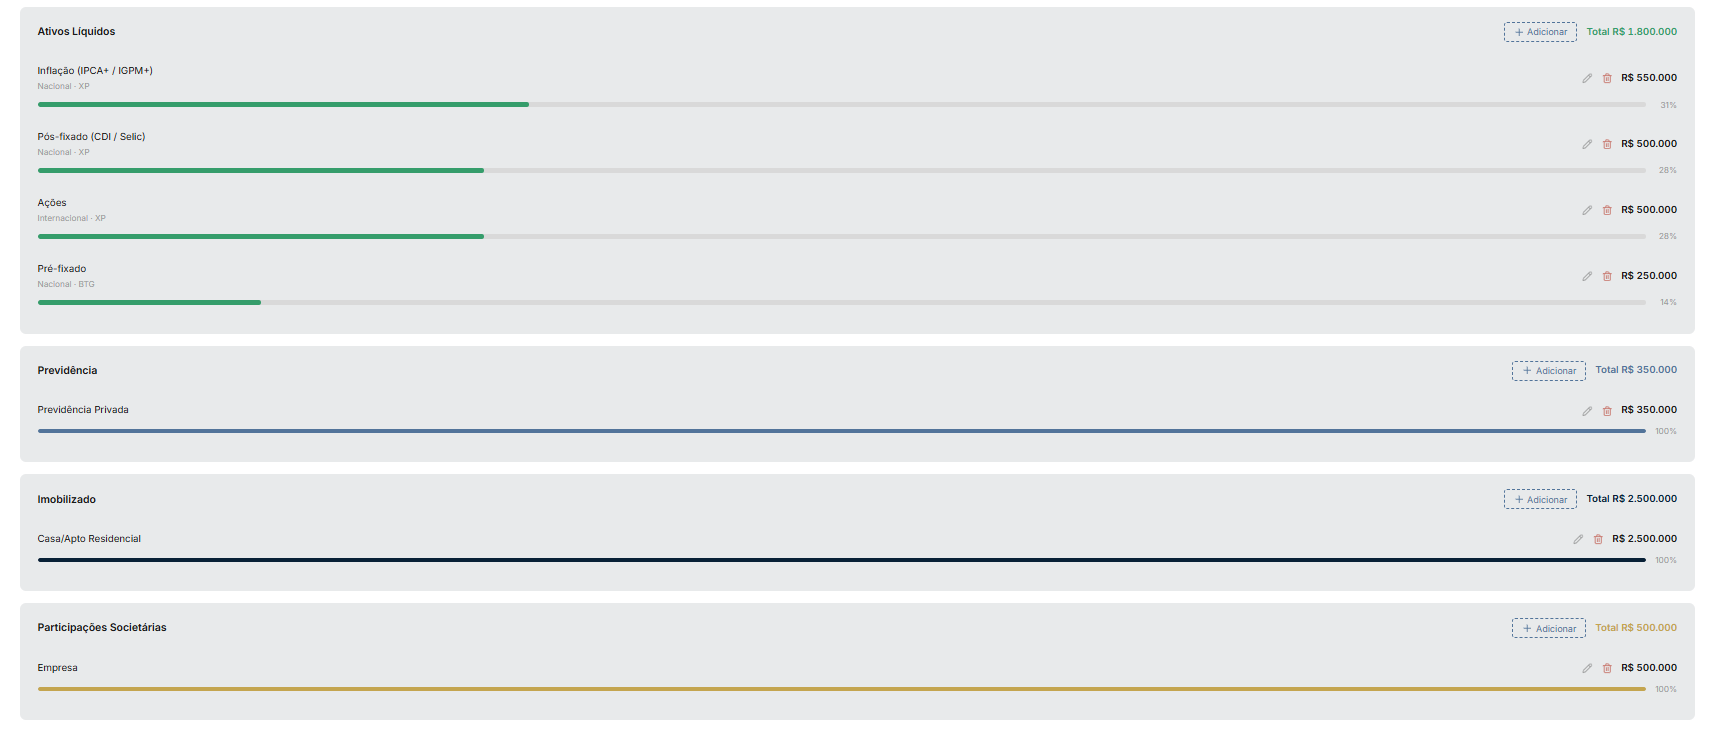 Ativos Líquidos
+ Adicionar Total R$ 1.800.000
Inflação (IPCA+ / IGPM+)
Nacional · XP
R$ 550.000
31%
Pós-fixado (CDI / Selic)
Nacional · XP
R$ 500.000
28%
Ações
Internacional · XP
R$ 500.000
28%
Pré-fixado
Nacional · BTG
R$ 250.000
14%
Previdência
+ Adicionar Total R$ 350.000
Previdência Privada
R$ 350.000
100%
Imobilizado
+ Adicionar Total R$ 2.500.000
Casa/Apto Residencial
R$ 2.500.000
100%
Participações Societárias
+ Adicionar Total R$ 500.000
Empresa
R$ 500.000
100%